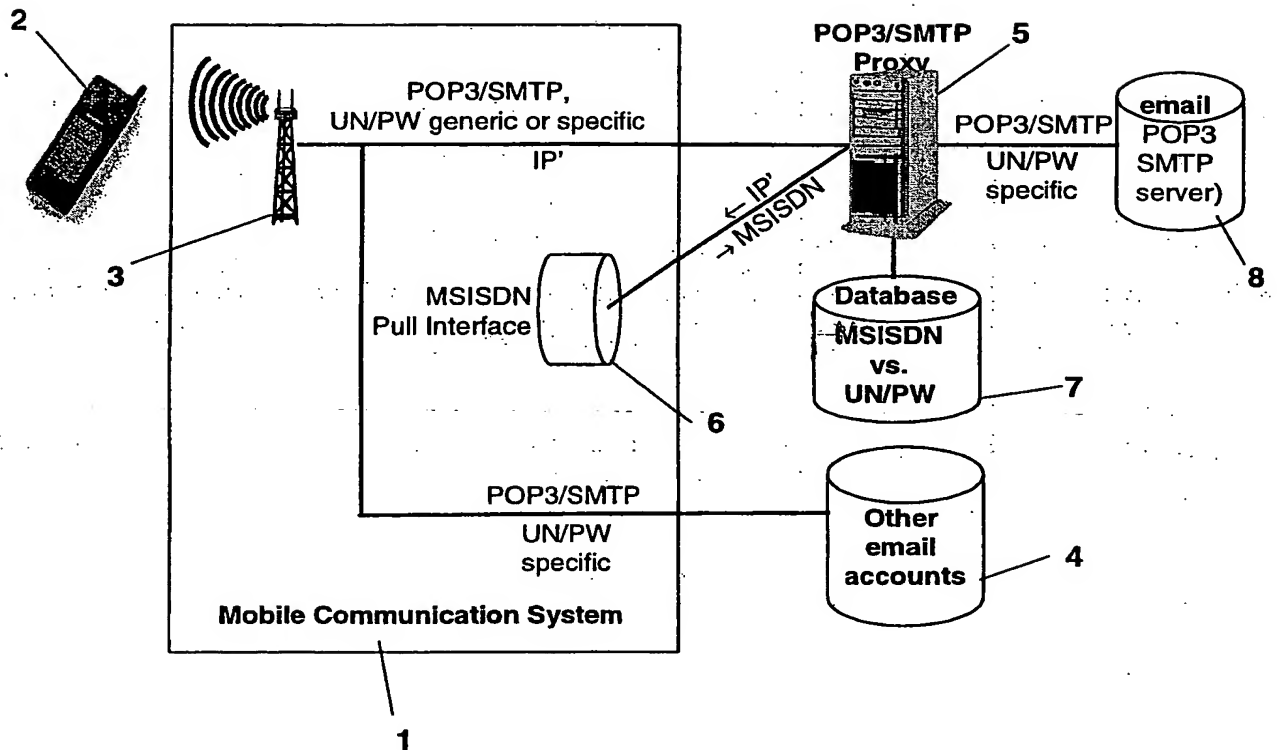 2
POP3/SMTP
Proxy
5
POP3/SMTP,
UN/PW generic or specific
IP'
POP3/SMTP
UN/PW
specific
email
POP3
SMTP
server)
8
3
← IP'
→ MSISDN
MSISDN
Pull Interface
6
Database
MSISDN
vs.
UN/PW
7
POP3/SMTP
UN/PW
specific
Other
email
accounts
4
Mobile Communication System
1